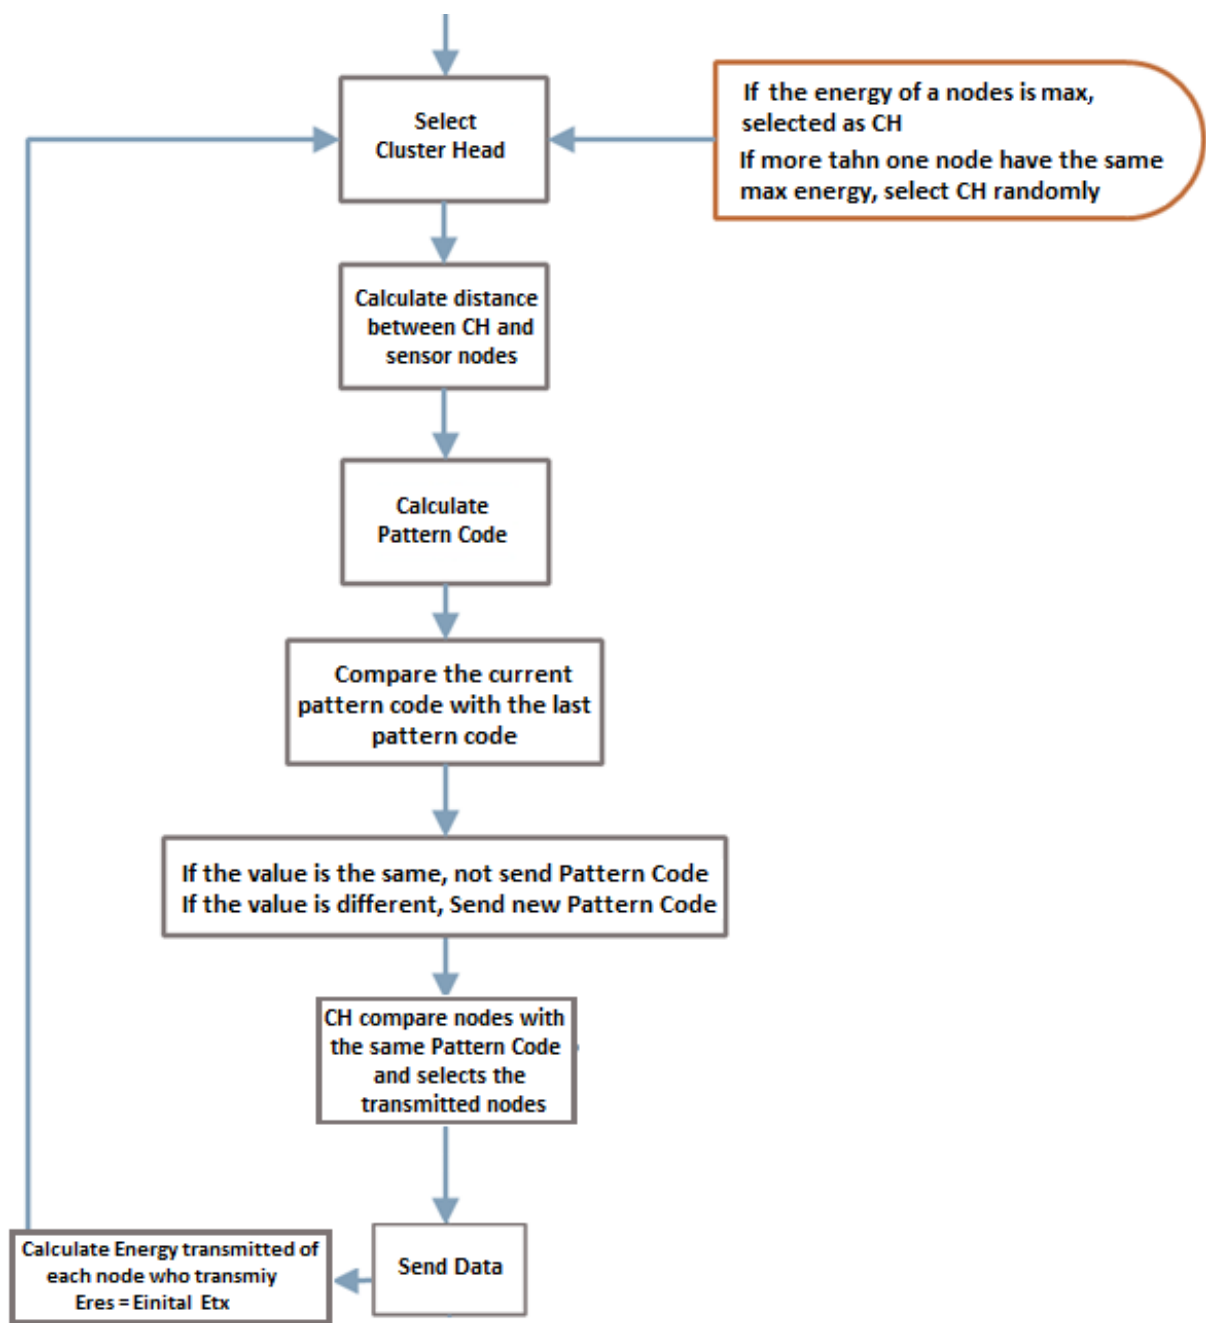 Select
Cluster Head
If the energy of a nodes is max,
selected as CH
If more tahn one node have the same
max energy, select CH randomly
Calculate distance
between CH and
sensor nodes
Calculate
Pattern Code
Compare the current
pattern code with the last
pattern code
If the value is the same, not send Pattern Code
If the value is different, Send new Pattern Code
CH compare nodes with
the same Pattern Code
and selects the
transmitted nodes
Send Data
Calculate Energy transmitted of
each node who transmiy
Eres = Einital Etx